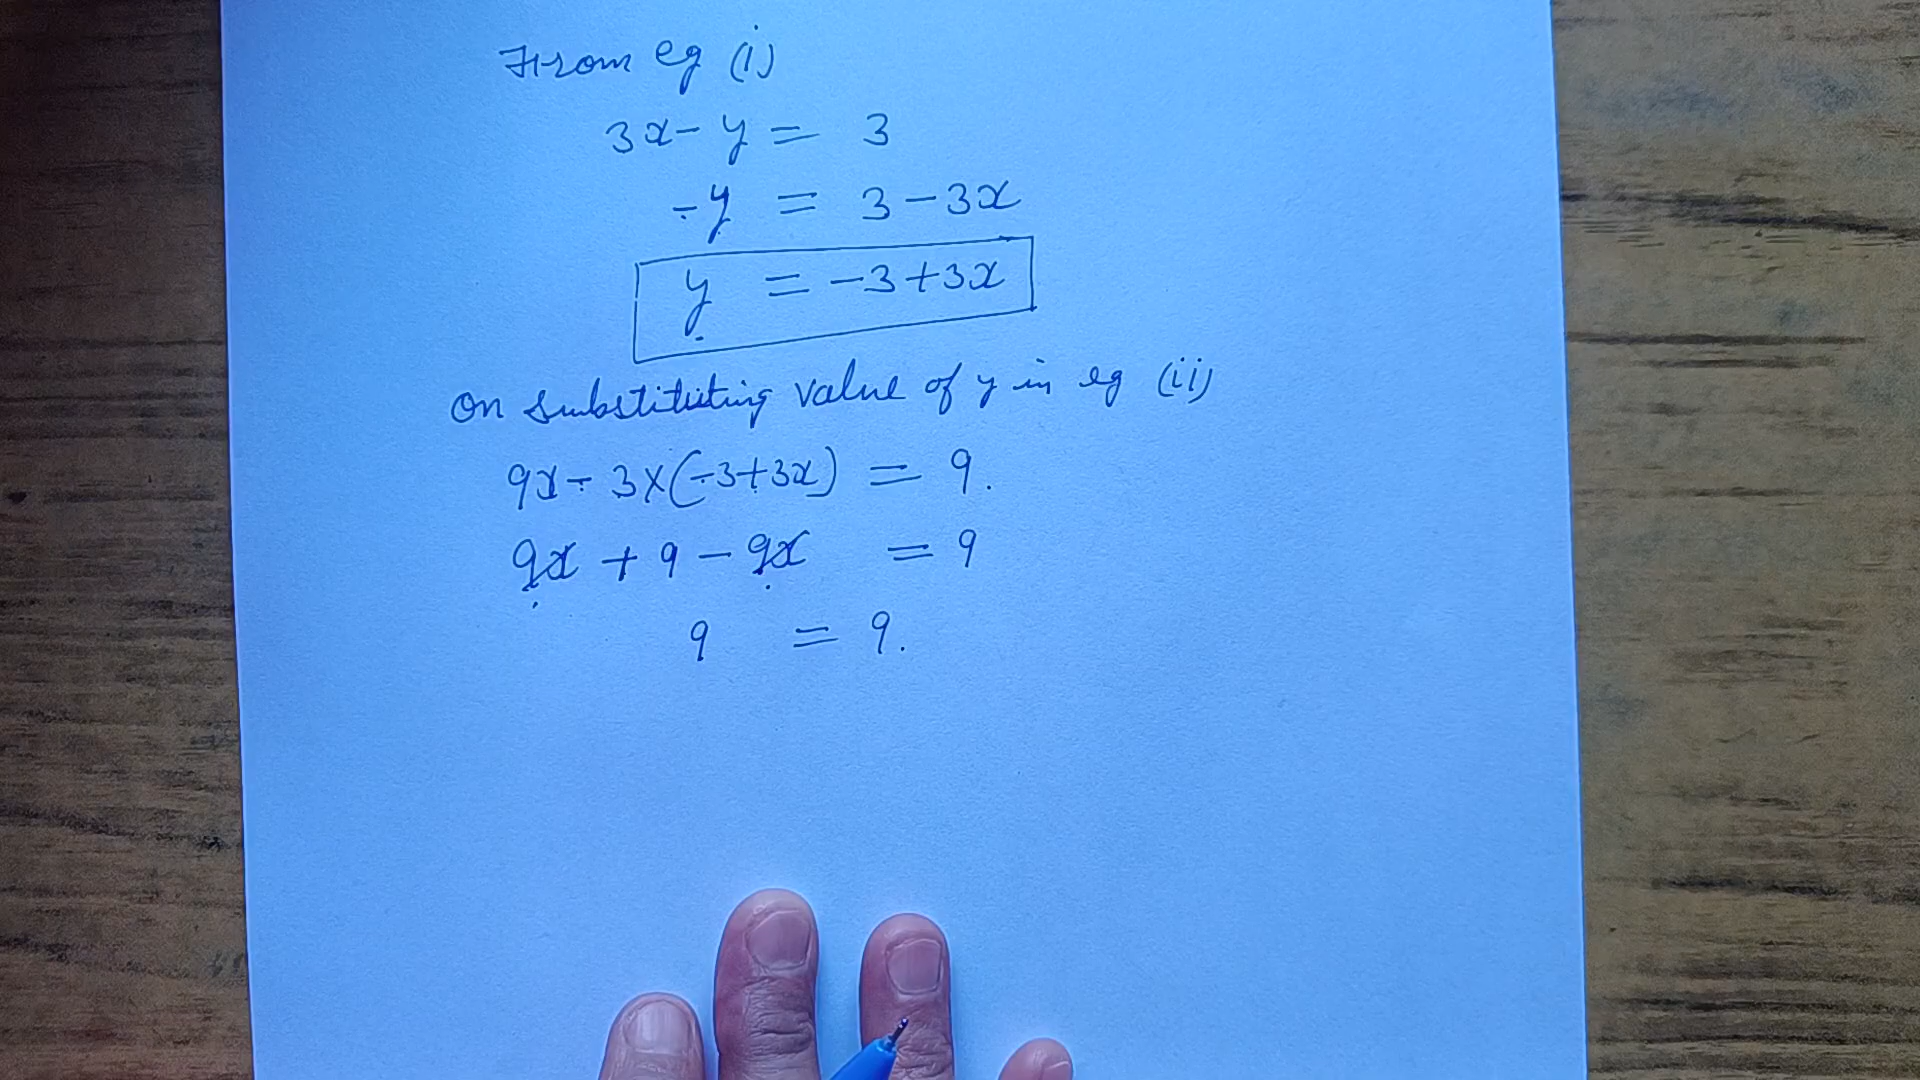 From eq (i)
3x - y = 3
-y = 3 - 3x
y = -3 + 3x
On substituting value of y in eq (ii)
9x - 3×(-3+3x) = 9.
9x + 9 - 9x = 9
9 = 9.